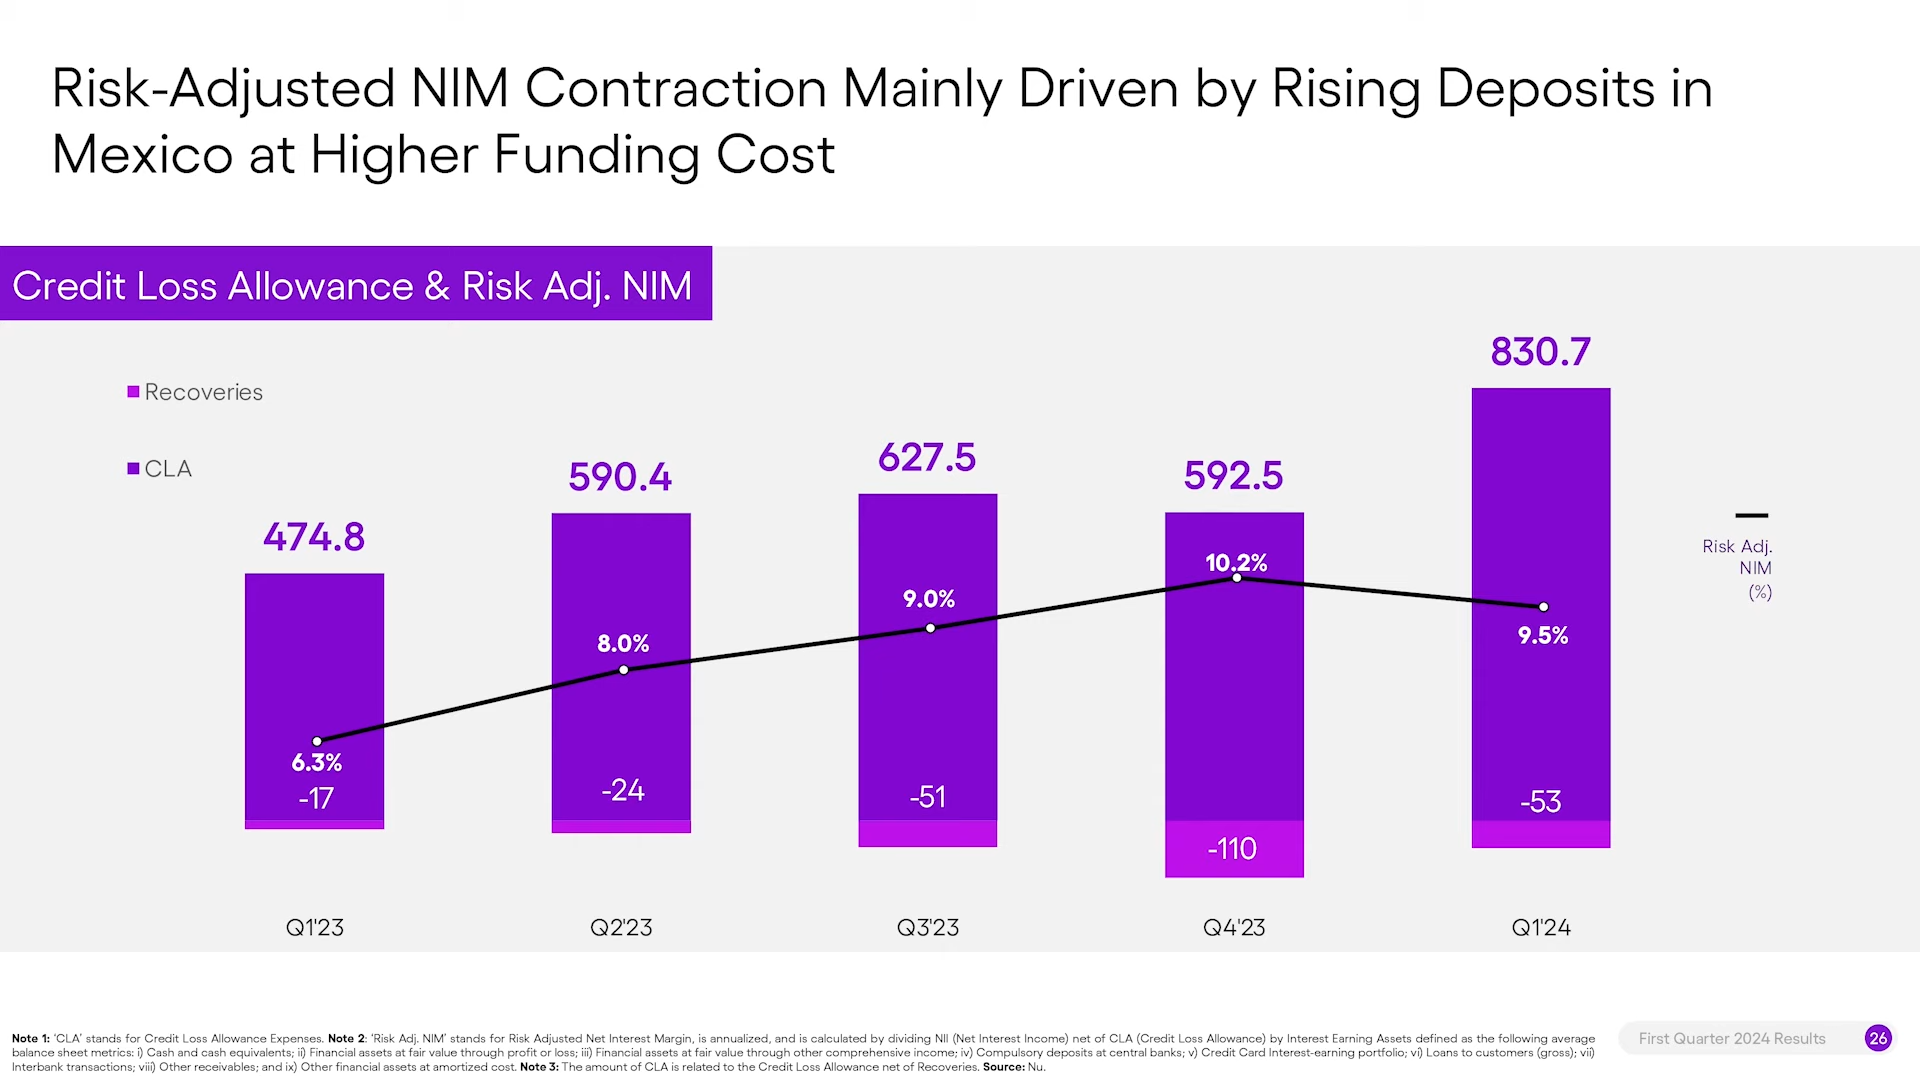 Risk-Adjusted NIM Contraction Mainly Driven by Rising Deposits in
Mexico at Higher Funding Cost
Credit Loss Allowance & Risk Adj. NIM
Recoveries
CLA
474.8
590.4
627.5
592.5
830.7
6.3%
8.0%
9.0%
10.2%
9.5%
-17
-24
-51
-110
-53
Risk Adj.
NIM
(%)
Q1'23
Q2'23
Q3'23
Q4'23
Q1'24
Note 1: 'CLA' stands for Credit Loss Allowance Expenses. Note 2: 'Risk Adj. NIM' stands for Risk Adjusted Net Interest Margin, is annualized, and is calculated by dividing NII (Net Interest Income) net of CLA (Credit Loss Allowance) by Interest Earning Assets defined as the following average
balance sheet metrics: i) Cash and cash equivalents; ii) Financial assets at fair value through profit or loss; iii) Financial assets at fair value through other comprehensive income; iv) Compulsory deposits at central banks; v) Credit Card Interest-earning portfolio; vi) Loans to customers (gross); vii)
Interbank transactions; viii) Other receivables; and ix) Other financial assets at amortized cost. Note 3: The amount of CLA is related to the Credit Loss Allowance net of Recoveries. Source: Nu.
First Quarter 2024 Results
26